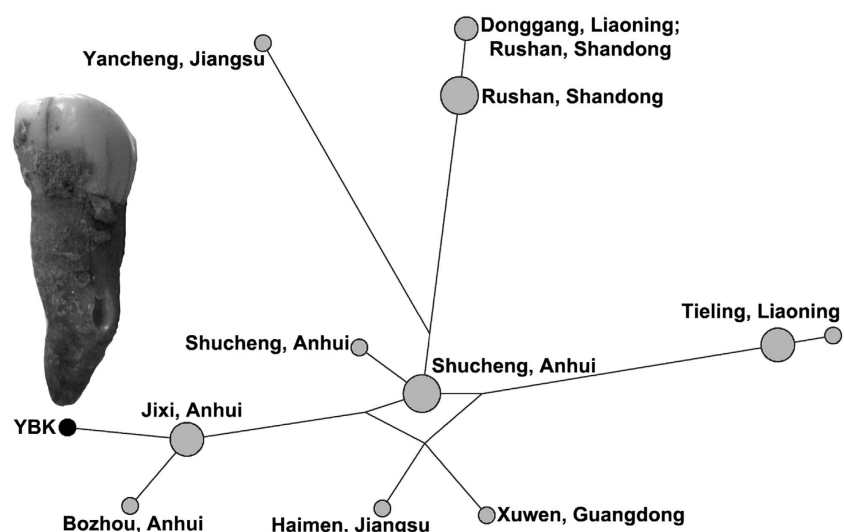 Donggang, Liaoning;
Rushan, Shandong
Yancheng, Jiangsu
Rushan, Shandong
Tieling, Liaoning
Shucheng, Anhui
Shucheng, Anhui
Jixi, Anhui
YBK
Bozhou, Anhui
Haimen, Jiangsu
Xuwen, Guangdong